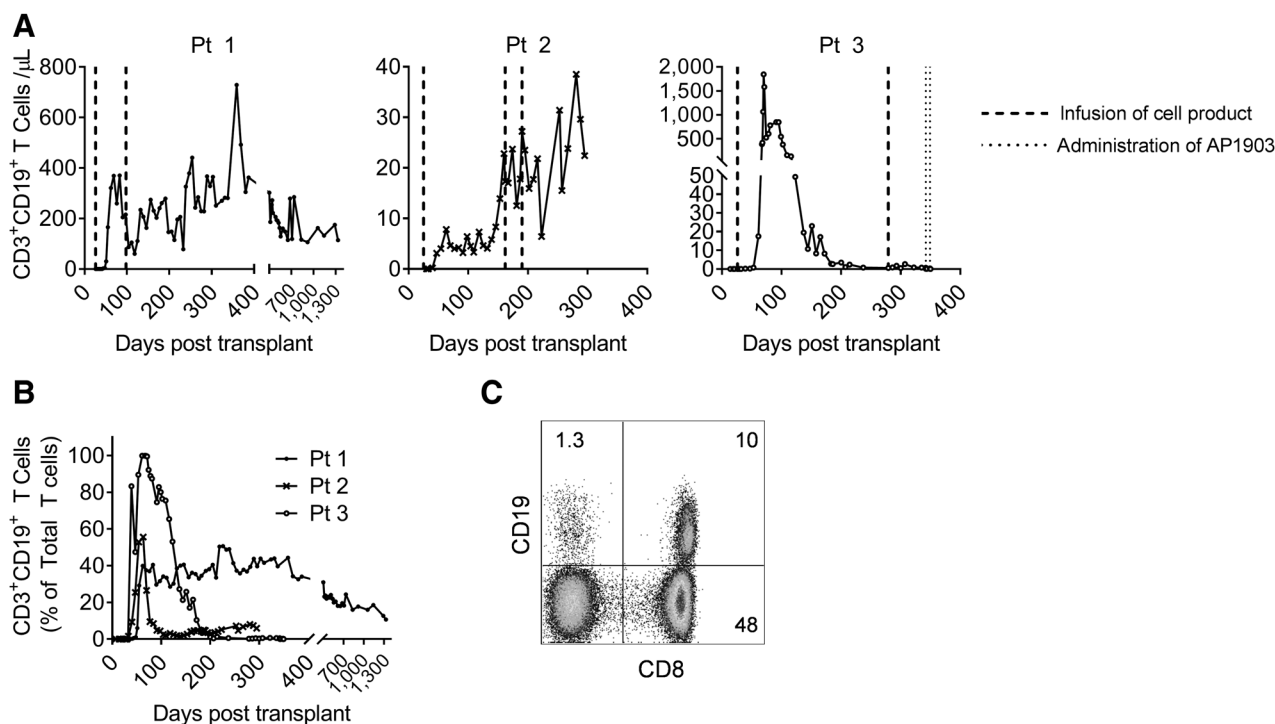 A
Pt 1
Pt 2
Pt 3
CD3+CD19+ T Cells /µL
800
600
400
200
0
0
100
200
300
400
700
1,000
1,300
Days post transplant
40
30
20
10
0
0
100
200
300
400
Days post transplant
2,000
1,500
1,000
500
50
40
30
20
10
0
0
100
200
300
400
Days post transplant
Infusion of cell product
Administration of AP1903
B
CD3+CD19+ T Cells
(% of Total T cells)
100
80
60
40
20
0
Pt 1
Pt 2
Pt 3
0
100
200
300
400
700
1,000
1,300
Days post transplant
C
1.3
10
48
CD19
CD8